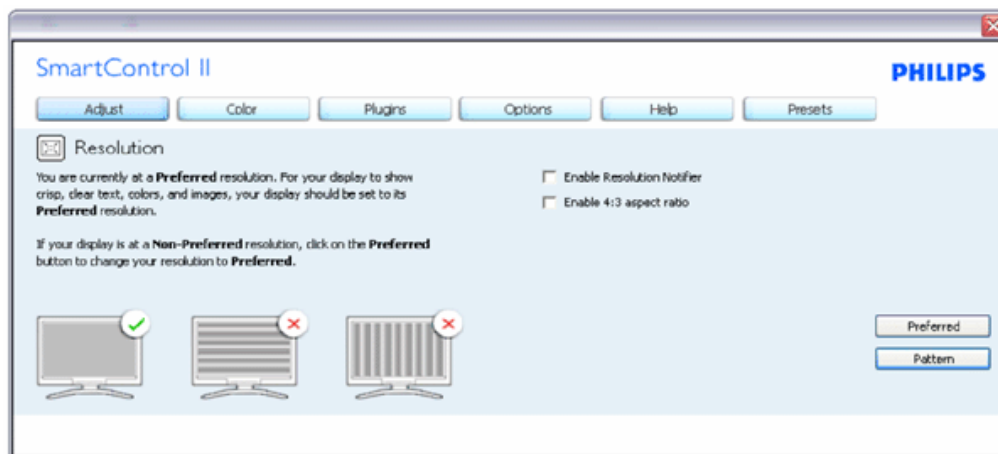 SmartControl II
PHILIPS
Adjust
Color
Plugins
Options
Help
Presets
Resolution
You are currently at a Preferred resolution. For your display to show
crisp, clear text, colors, and images, your display should be set to its
Preferred resolution.
If your display is at a Non-Preferred resolution, click on the Preferred
button to change your resolution to Preferred.
Enable Resolution Notifier
Enable 4:3 aspect ratio
Preferred
Pattern